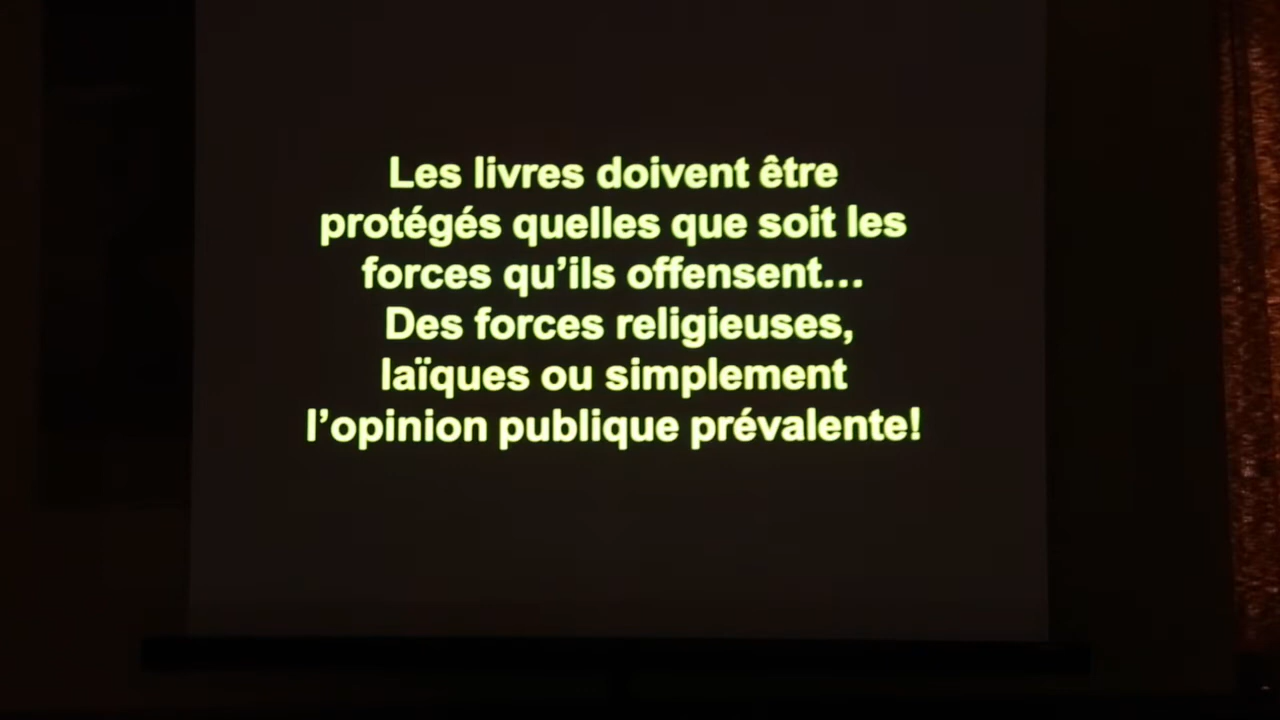 Les livres doivent être
protégés quelles que soit les
forces qu’ils offensent...
Des forces religieuses,
laïques ou simplement
l’opinion publique prévalente!